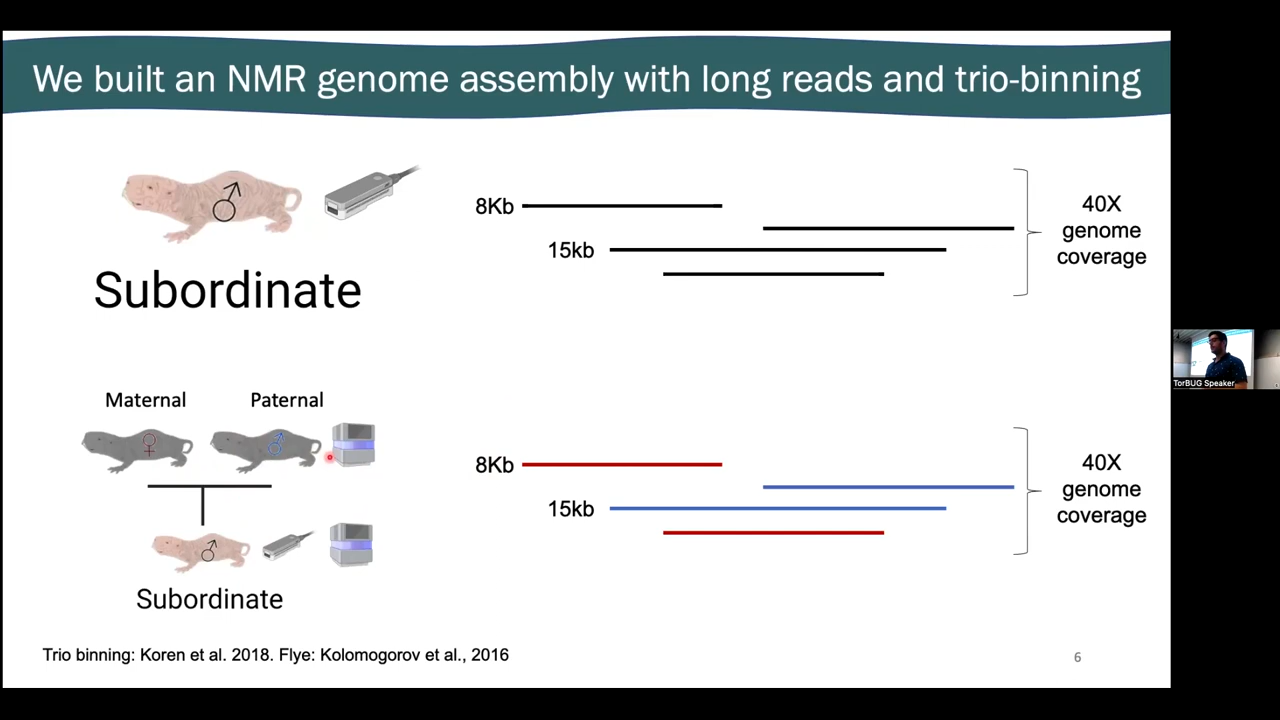 We built an NMR genome assembly with long reads and trio-binning
8Kb
15kb
40X
genome
coverage
Subordinate
Maternal
Paternal
8Kb
15kb
40X
genome
coverage
Subordinate
Trio binning: Koren et al. 2018. Flye: Kolomogorov et al., 2016
6
TorBUG Speaker